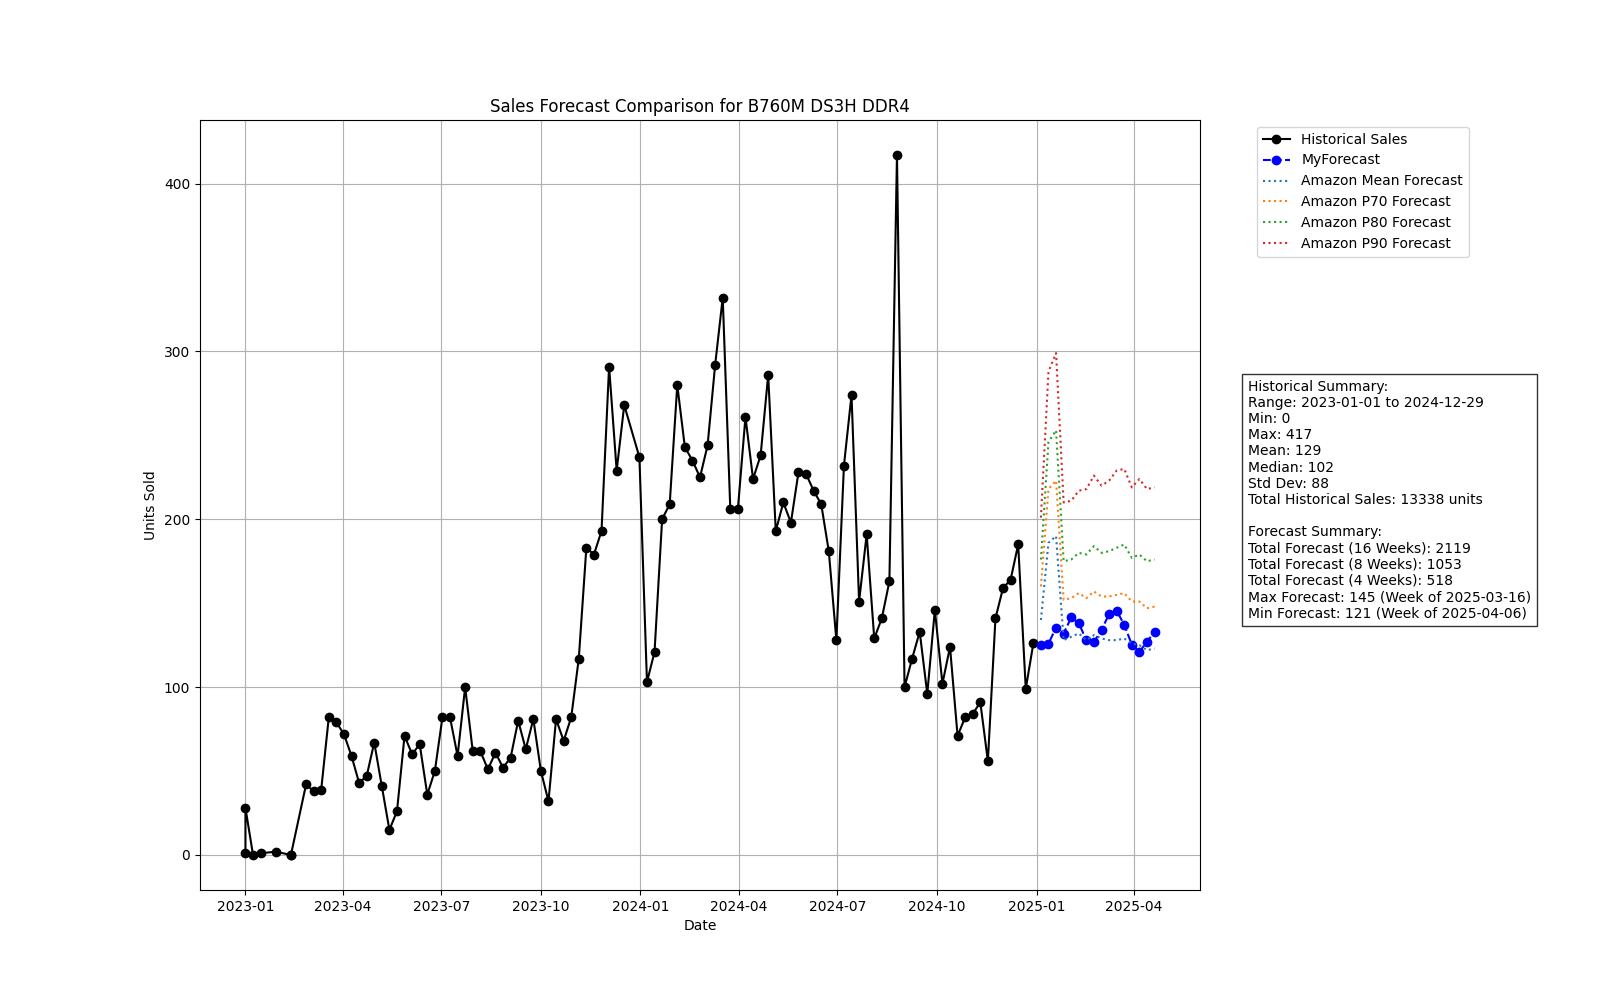 Sales Forecast Comparison for B760M DS3H DDR4
Historical Sales
MyForecast
Amazon Mean Forecast
Amazon P70 Forecast
Amazon P80 Forecast
Amazon P90 Forecast
400
300
200
100
0
Units Sold
2023-01
2023-04
2023-07
2023-10
2024-01
2024-04
2024-07
2024-10
2025-01
2025-04
Date
Historical Summary:
Range: 2023-01-01 to 2024-12-29
Min: 0
Max: 417
Mean: 129
Median: 102
Std Dev: 88
Total Historical Sales: 13338 units
Forecast Summary:
Total Forecast (16 Weeks): 2119
Total Forecast (8 Weeks): 1053
Total Forecast (4 Weeks): 518
Max Forecast: 145 (Week of 2025-03-16)
Min Forecast: 121 (Week of 2025-04-06)